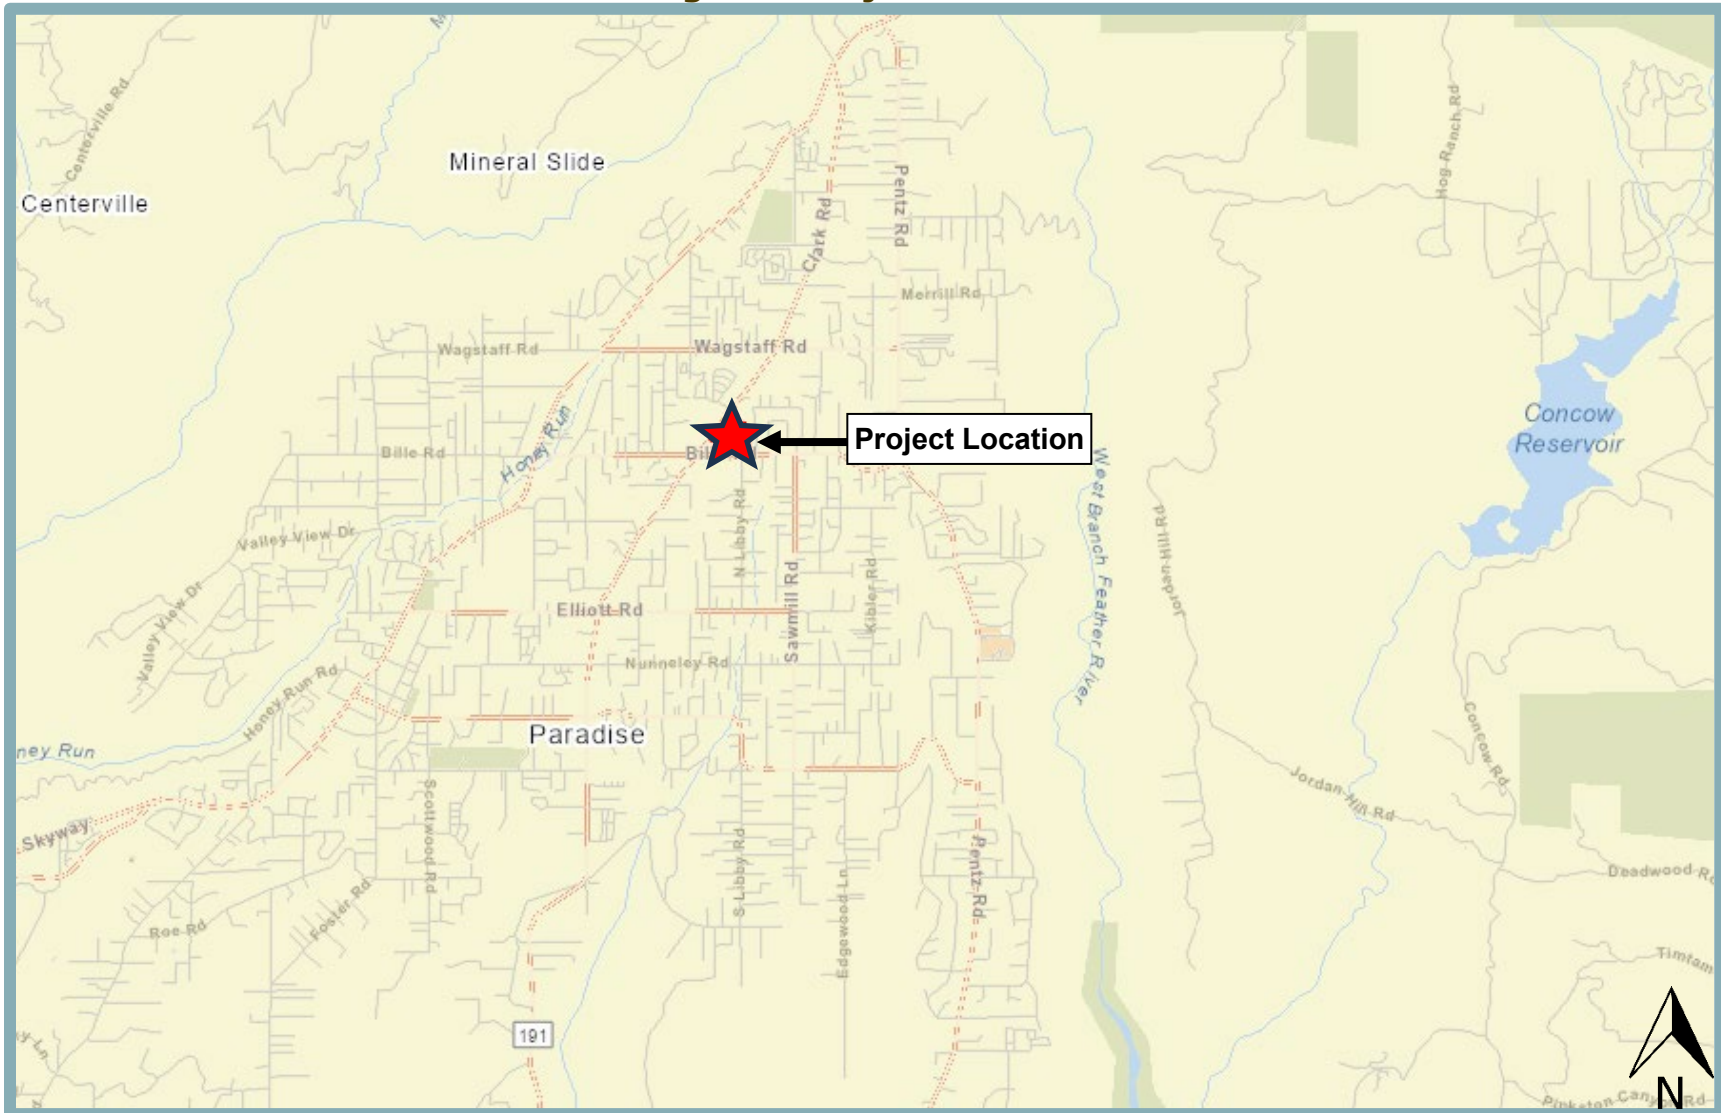 Centerville Rd
Mineral Slide
Centerville
Hog Ranch Rd
Pentz Rd
Clark Rd
Merrill Rd
Wagstaff Rd
Wagstaff Rd
Honey Run
Bille Rd
Project Location
Concow
Reservoir
West Branch Feather River
Valley View Dr
N Libby Rd
Jordan Hill Rd
Valley View Dr
Elliott Rd
Sawmill Rd
Kibler Rd
Nunneley Rd
Honey Run Rd
Paradise
ney Run
Concow Rd
Jordan Hill Rd
Skyway
Scottwood Rd
S Libby Rd
Edgewood Ln
Pentz Rd
Deadwood Rd
Foster Rd
Roe Rd
Timtam
191
N